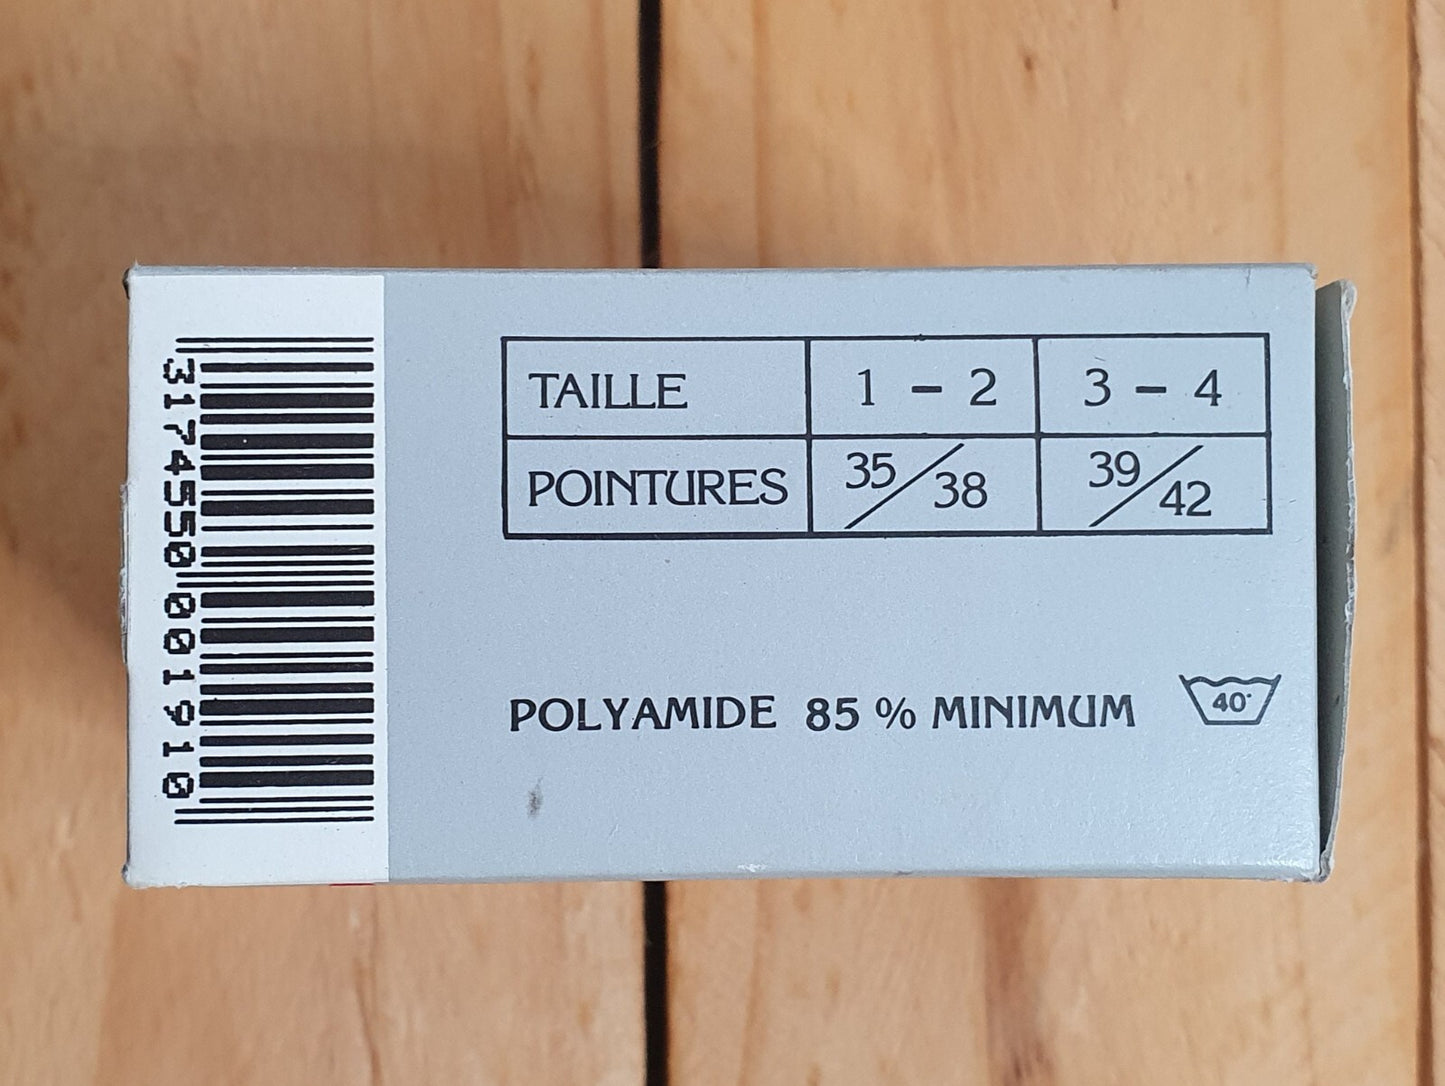 3174550001910
TAILLE 1 - 2 3 - 4
POINTURES 35/38 39/42
POLYAMIDE 85 % MINIMUM 40°